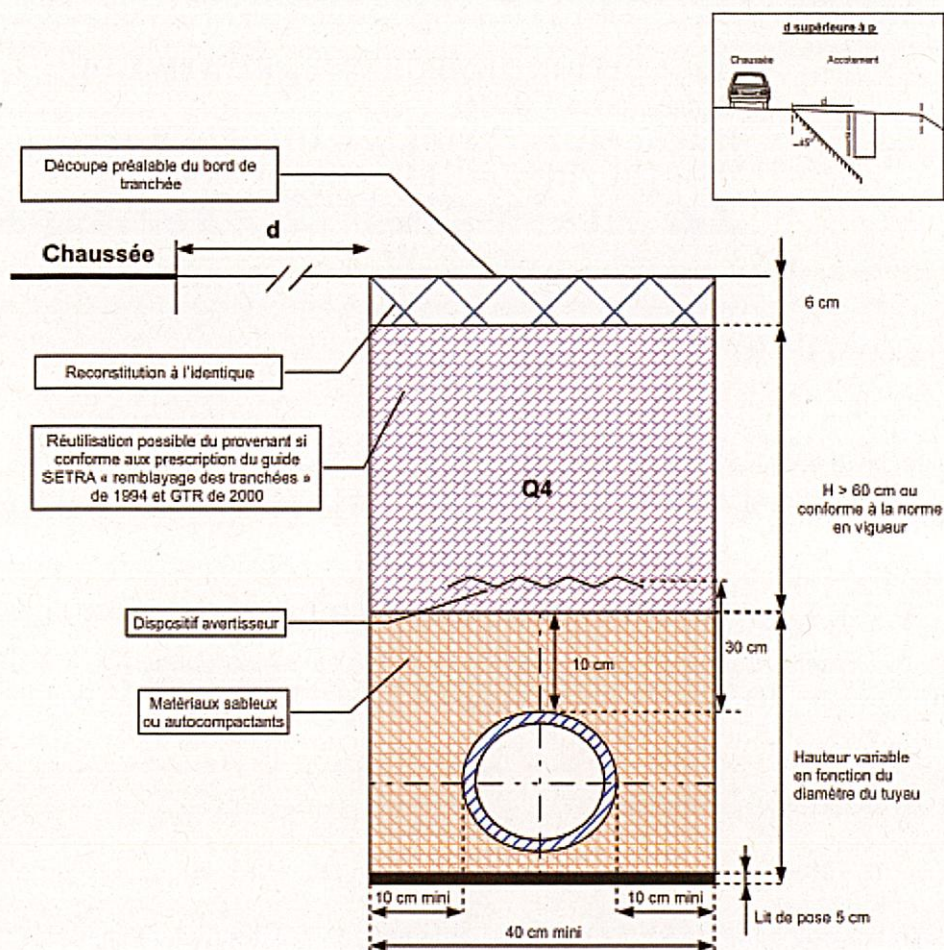 d supérieure à p
Chaussée
Accotement
d
45°
Découpe préalable du bord de
tranchée
d
Chaussée
6 cm
Reconstitution à l'identique
Réutilisation possible du provenant si
conforme aux prescription du guide
SETRA « remblayage des tranchées »
de 1994 et GTR de 2000
Q4
H > 60 cm ou
conforme à la norme
en vigueur
Dispositif avertisseur
10 cm
30 cm
Matériaux sableux
ou autocompactants
Hauteur variable
en fonction du
diamètre du tuyau
10 cm mini
10 cm mini
Lit de pose 5 cm
40 cm mini